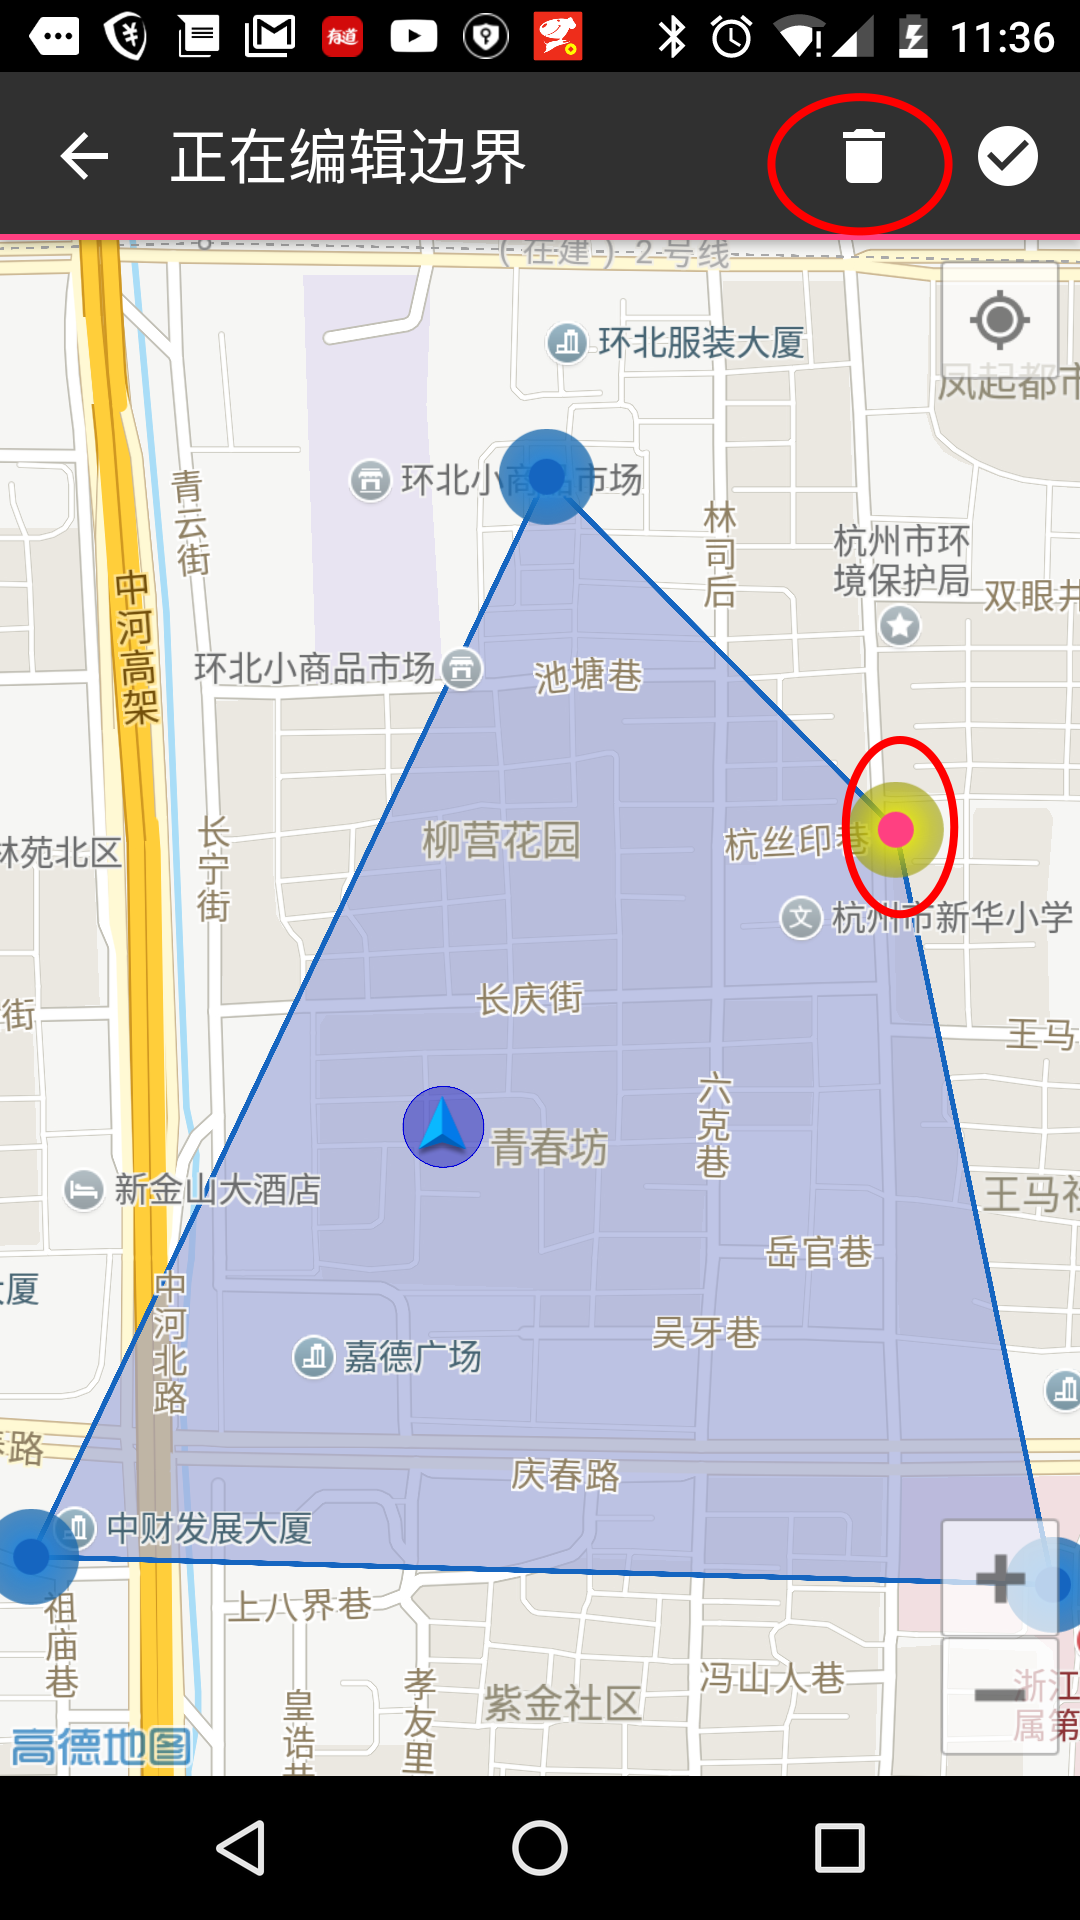 有道
11:36
正在编辑边界
(在建) 2号线
环北服装大厦
凤起都市
环北小商品市场
青云街
林司后
杭州市环
境保护局
双眼井
中河高架
环北小商品市场
池塘巷
长宁街
柳营花园
杭丝印巷
林苑北区
文
杭州市新华小学
街
长庆街
王马
六克巷
青春坊
新金山大酒店
王马社
岳官巷
大厦
中河北路
吴牙巷
嘉德广场
春路
庆春路
中财发展大厦
上八界巷
祖庙巷
冯山人巷
孝友里
紫金社区
皇诰井
浙江
属第
高德地图